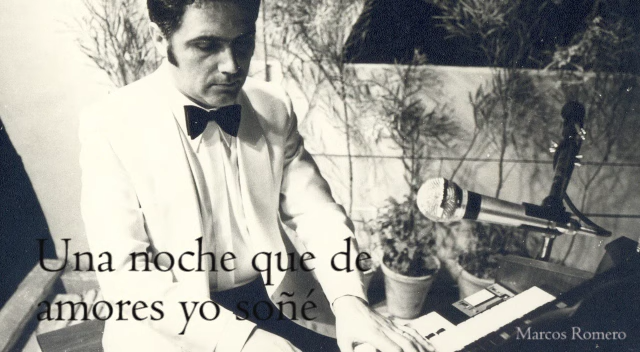 Una noche que de
amores yo soñé
Marcos Romero